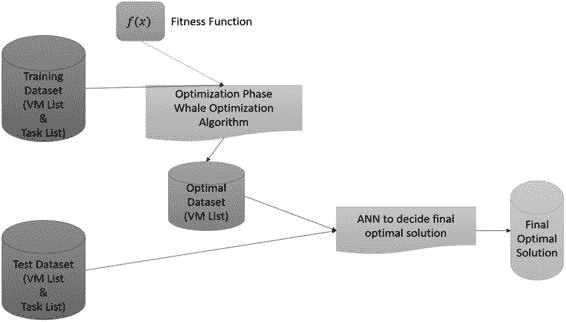 f(x)
Fitness Function
Training
Dataset
(VM List
&
Task List)
Optimization Phase
Whale Optimization
Algorithm
Optimal
Dataset
(VM List)
ANN to decide final
optimal solution
Final
Optimal
Solution
Test Dataset
(VM List
&
Task List)